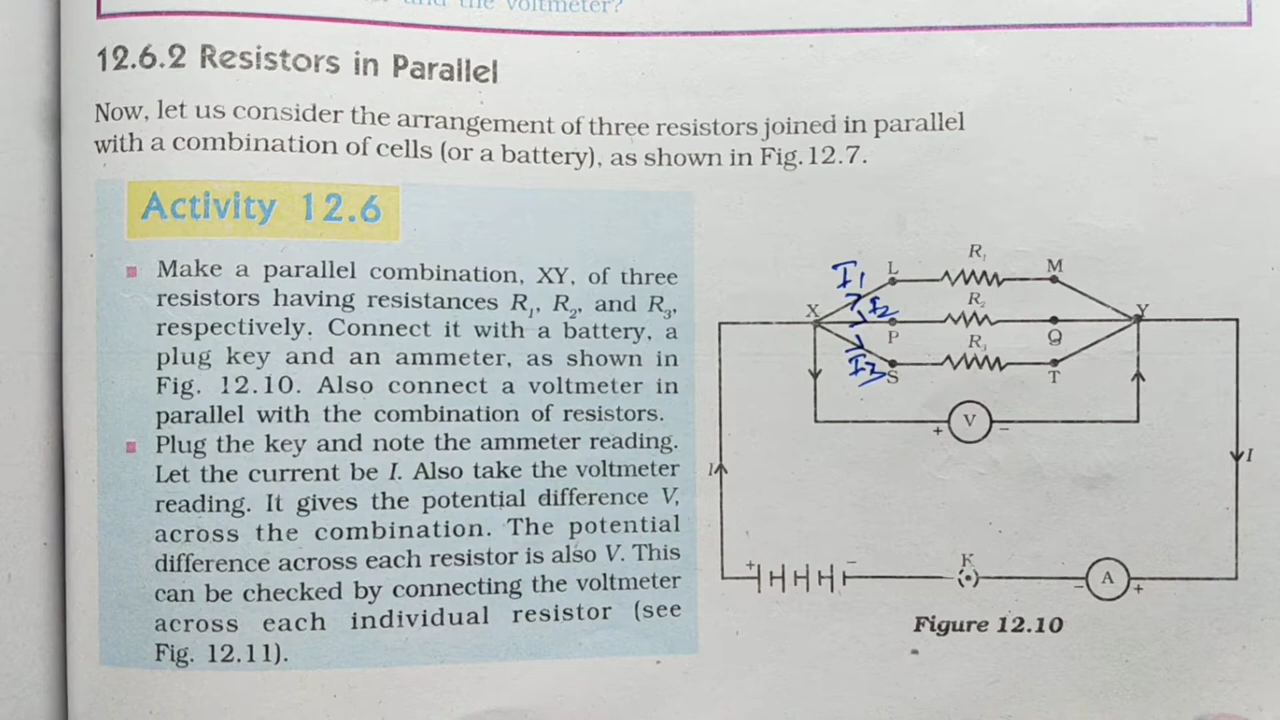 and the voltmeter?
12.6.2 Resistors in Parallel
Now, let us consider the arrangement of three resistors joined in parallel
with a combination of cells (or a battery), as shown in Fig. 12.7.
Activity 12.6
Make a parallel combination, XY, of three
resistors having resistances R1, R2, and R3,
respectively. Connect it with a battery, a
plug key and an ammeter, as shown in
Fig. 12.10. Also connect a voltmeter in
parallel with the combination of resistors.
Plug the key and note the ammeter reading.
Let the current be I. Also take the voltmeter
reading. It gives the potential difference V,
across the combination. The potential
difference across each resistor is also V. This
can be checked by connecting the voltmeter
across each individual resistor (see
Fig. 12.11).
R1
I1 L M
R2
X I2 Y
P Q
R3
I3 S T
+ V −
I I
+ − K − A +
Figure 12.10